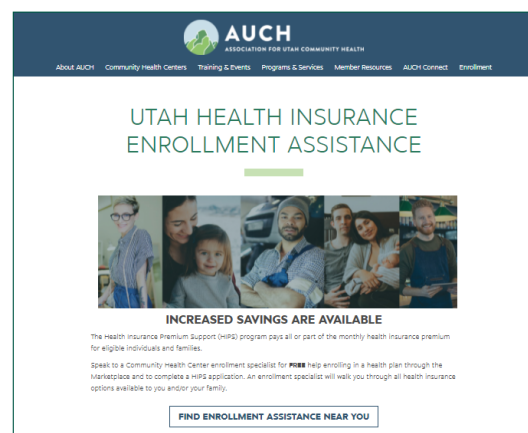 AUCH
ASSOCIATION FOR UTAH COMMUNITY HEALTH
About AUCH Community Health Centers Training & Events Programs & Services Member Resources AUCH Connect Enrollment
UTAH HEALTH INSURANCE
ENROLLMENT ASSISTANCE
INCREASED SAVINGS ARE AVAILABLE
The Health Insurance Premium Support (HIPS) program pays all or part of the monthly health insurance premium
for eligible individuals and families.
Speak to a Community Health Center enrollment specialist for FREE help enrolling in a health plan through the
Marketplace and to complete a HIPS application. An enrollment specialist will walk you through all health insurance
options available to you and/or your family.
FIND ENROLLMENT ASSISTANCE NEAR YOU